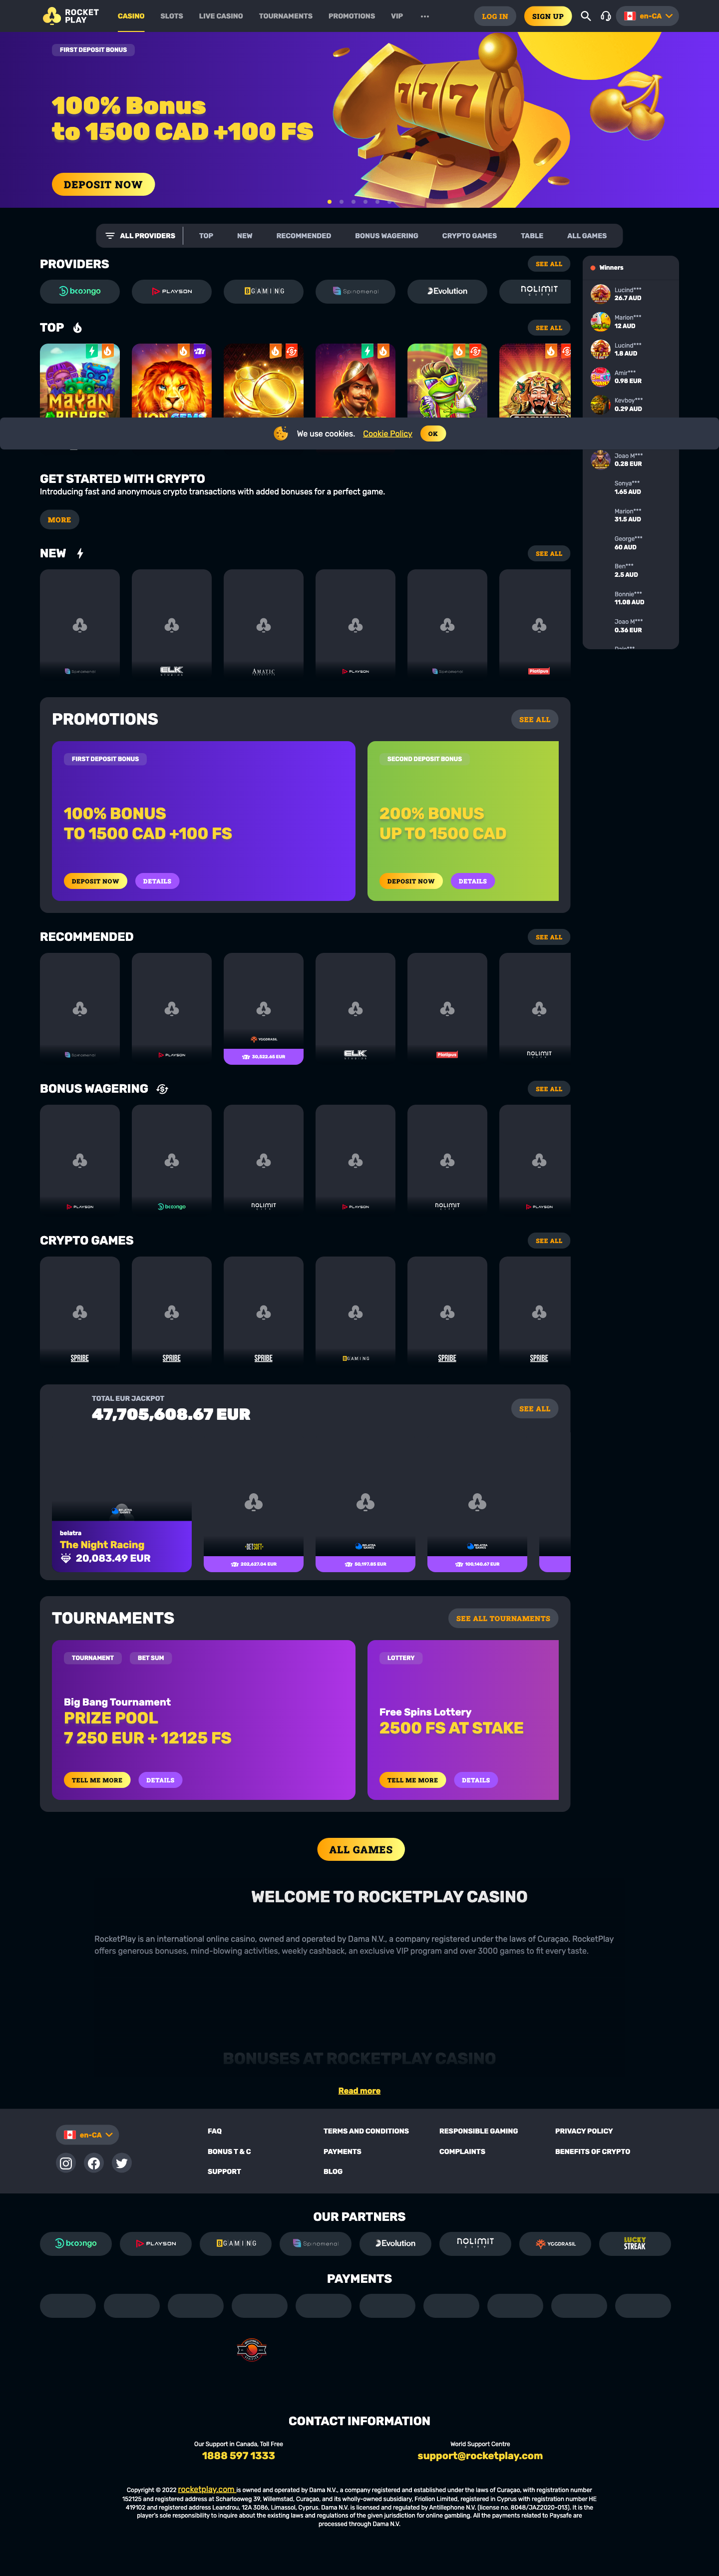 ROCKET PLAY
CASINO SLOTS LIVE CASINO TOURNAMENTS PROMOTIONS VIP ... LOG IN SIGN UP en-CA
FIRST DEPOSIT BONUS
100% Bonus
to 1500 CAD +100 FS
DEPOSIT NOW
ALL PROVIDERS TOP NEW RECOMMENDED BONUS WAGERING CRYPTO GAMES TABLE ALL GAMES
PROVIDERS
SEE ALL
booongo PLAYSON BGAMING Spinomenal Evolution NOLIMIT CITY
TOP
SEE ALL
MAYAN RICHES LION GEMS
Winners
Lucind***
26.7 AUD
Marion***
12 AUD
Lucind***
1.8 AUD
Amir***
0.98 EUR
Kevboy***
0.29 AUD
We use cookies. Cookie Policy OK
Joao M***
0.28 EUR
Sonya***
1.65 AUD
Marion***
31.5 AUD
George***
60 AUD
Ben***
2.5 AUD
Bonnie***
11.08 AUD
Joao M***
0.36 EUR
GET STARTED WITH CRYPTO
Introducing fast and anonymous crypto transactions with added bonuses for a perfect game.
MORE
NEW
SEE ALL
Spinomenal ELK STUDIOS AMATIC PLAYSON Spinomenal Platipus
PROMOTIONS
SEE ALL
FIRST DEPOSIT BONUS
100% BONUS
TO 1500 CAD +100 FS
DEPOSIT NOW DETAILS
SECOND DEPOSIT BONUS
200% BONUS
UP TO 1500 CAD
DEPOSIT NOW DETAILS
RECOMMENDED
SEE ALL
Spinomenal PLAYSON YGGDRASIL ELK STUDIOS Platipus NOLIMIT CITY
BONUS WAGERING
SEE ALL
PLAYSON booongo NOLIMIT CITY PLAYSON NOLIMIT CITY PLAYSON
CRYPTO GAMES
SEE ALL
SPRIBE SPRIBE SPRIBE BGAMING SPRIBE SPRIBE
TOTAL EUR JACKPOT
47,705,608.67 EUR
SEE ALL
BELATRA GAMES
belatra
The Night Racing
20,083.49 EUR
BETSOFT BELATRA GAMES BELATRA GAMES
202,627.04 EUR 50,197.85 EUR 100,140.67 EUR
TOURNAMENTS
SEE ALL TOURNAMENTS
TOURNAMENT BET SUM
Big Bang Tournament
PRIZE POOL
7 250 EUR + 12125 FS
TELL ME MORE DETAILS
LOTTERY
Free Spins Lottery
2500 FS AT STAKE
TELL ME MORE DETAILS
ALL GAMES
WELCOME TO ROCKETPLAY CASINO
RocketPlay is an international online casino, owned and operated by Dama N.V., a company registered under the laws of Curaçao. RocketPlay
offers generous bonuses, mind-blowing activities, weekly cashback, an exclusive VIP program and over 3000 games to fit every taste.
BONUSES AT ROCKETPLAY CASINO
Read more
en-CA
FAQ TERMS AND CONDITIONS RESPONSIBLE GAMING PRIVACY POLICY
BONUS T & C PAYMENTS COMPLAINTS BENEFITS OF CRYPTO
SUPPORT BLOG
OUR PARTNERS
booongo PLAYSON BGAMING Spinomenal Evolution NOLIMIT CITY YGGDRASIL LUCKY STREAK
PAYMENTS
CONTACT INFORMATION
Our Support in Canada, Toll Free
1888 597 1333
World Support Centre
support@rocketplay.com
Copyright © 2022 rocketplay.com is owned and operated by Dama N.V., a company registered and established under the laws of Curaçao, with registration number
152125 and registered address at Scharlooweg 39, Willemstad, Curaçao, and its wholly-owned subsidiary, Friolion Limited, registered in Cyprus with registration number HE
419102 and registered address Leandrou, 12A 3086, Limassol, Cyprus. Dama N.V. is licensed and regulated by Antillephone N.V. (license no. 8048/JAZ2020-013). It is the
player's sole responsibility to inquire about the existing laws and regulations of the given jurisdiction for online gambling. All the payments related to Paysafe are
processed through Dama N.V.